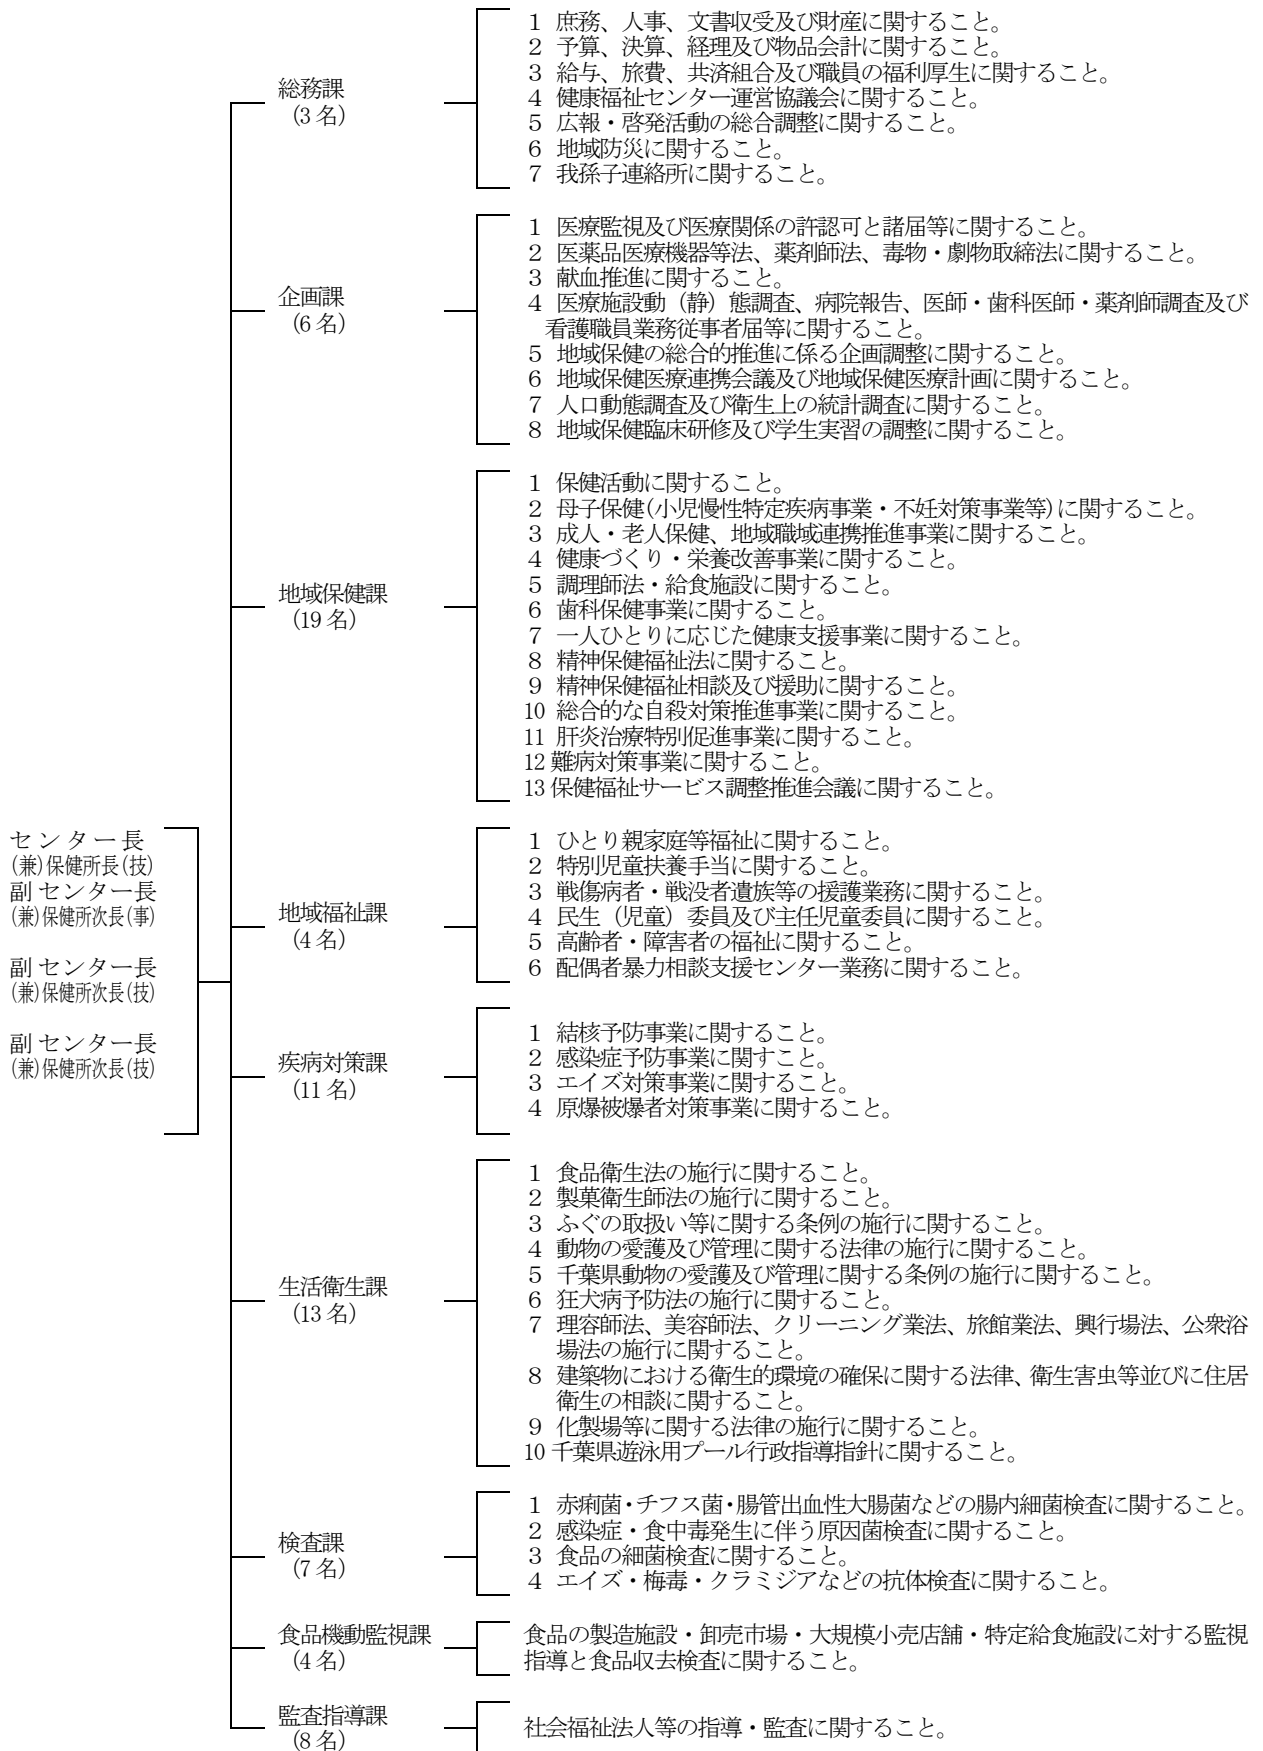 センター長
(兼)保健所長(技)
副センター長
(兼)保健所次長(事)
副センター長
(兼)保健所次長(技)
副センター長
(兼)保健所次長(技)
総務課
(3名)
1 庶務、人事、文書収受及び財産に関すること。
2 予算、決算、経理及び物品会計に関すること。
3 給与、旅費、共済組合及び職員の福利厚生に関すること。
4 健康福祉センター運営協議会に関すること。
5 広報・啓発活動の総合調整に関すること。
6 地域防災に関すること。
7 我孫子連絡所に関すること。
企画課
(6名)
1 医療監視及び医療関係の許認可と諸届等に関すること。
2 医薬品医療機器等法、薬剤師法、毒物・劇物取締法に関すること。
3 献血推進に関すること。
4 医療施設動（静）態調査、病院報告、医師・歯科医師・薬剤師調査及び
看護職員業務従事者届等に関すること。
5 地域保健の総合的推進に係る企画調整に関すること。
6 地域保健医療連携会議及び地域保健医療計画に関すること。
7 人口動態調査及び衛生上の統計調査に関すること。
8 地域保健臨床研修及び学生実習の調整に関すること。
地域保健課
(19名)
1 保健活動に関すること。
2 母子保健(小児慢性特定疾病事業・不妊対策事業等)に関すること。
3 成人・老人保健、地域職域連携推進事業に関すること。
4 健康づくり・栄養改善事業に関すること。
5 調理師法・給食施設に関すること。
6 歯科保健事業に関すること。
7 一人ひとりに応じた健康支援事業に関すること。
8 精神保健福祉法に関すること。
9 精神保健福祉相談及び援助に関すること。
10 総合的な自殺対策推進事業に関すること。
11 肝炎治療特別促進事業に関すること。
12 難病対策事業に関すること。
13 保健福祉サービス調整推進会議に関すること。
地域福祉課
(4名)
1 ひとり親家庭等福祉に関すること。
2 特別児童扶養手当に関すること。
3 戦傷病者・戦没者遺族等の援護業務に関すること。
4 民生（児童）委員及び主任児童委員に関すること。
5 高齢者・障害者の福祉に関すること。
6 配偶者暴力相談支援センター業務に関すること。
疾病対策課
(11名)
1 結核予防事業に関すること。
2 感染症予防事業に関すこと。
3 エイズ対策事業に関すること。
4 原爆被爆者対策事業に関すること。
生活衛生課
(13名)
1 食品衛生法の施行に関すること。
2 製菓衛生師法の施行に関すること。
3 ふぐの取扱い等に関する条例の施行に関すること。
4 動物の愛護及び管理に関する法律の施行に関すること。
5 千葉県動物の愛護及び管理に関する条例の施行に関すること。
6 狂犬病予防法の施行に関すること。
7 理容師法、美容師法、クリーニング業法、旅館業法、興行場法、公衆浴
場法の施行に関すること。
8 建築物における衛生的環境の確保に関する法律、衛生害虫等並びに住居
衛生の相談に関すること。
9 化製場等に関する法律の施行に関すること。
10 千葉県遊泳用プール行政指導指針に関すること。
検査課
(7名)
1 赤痢菌・チフス菌・腸管出血性大腸菌などの腸内細菌検査に関すること。
2 感染症・食中毒発生に伴う原因菌検査に関すること。
3 食品の細菌検査に関すること。
4 エイズ・梅毒・クラミジアなどの抗体検査に関すること。
食品機動監視課
(4名)
食品の製造施設・卸売市場・大規模小売店舗・特定給食施設に対する監視
指導と食品収去検査に関すること。
監査指導課
(8名)
社会福祉法人等の指導・監査に関すること。